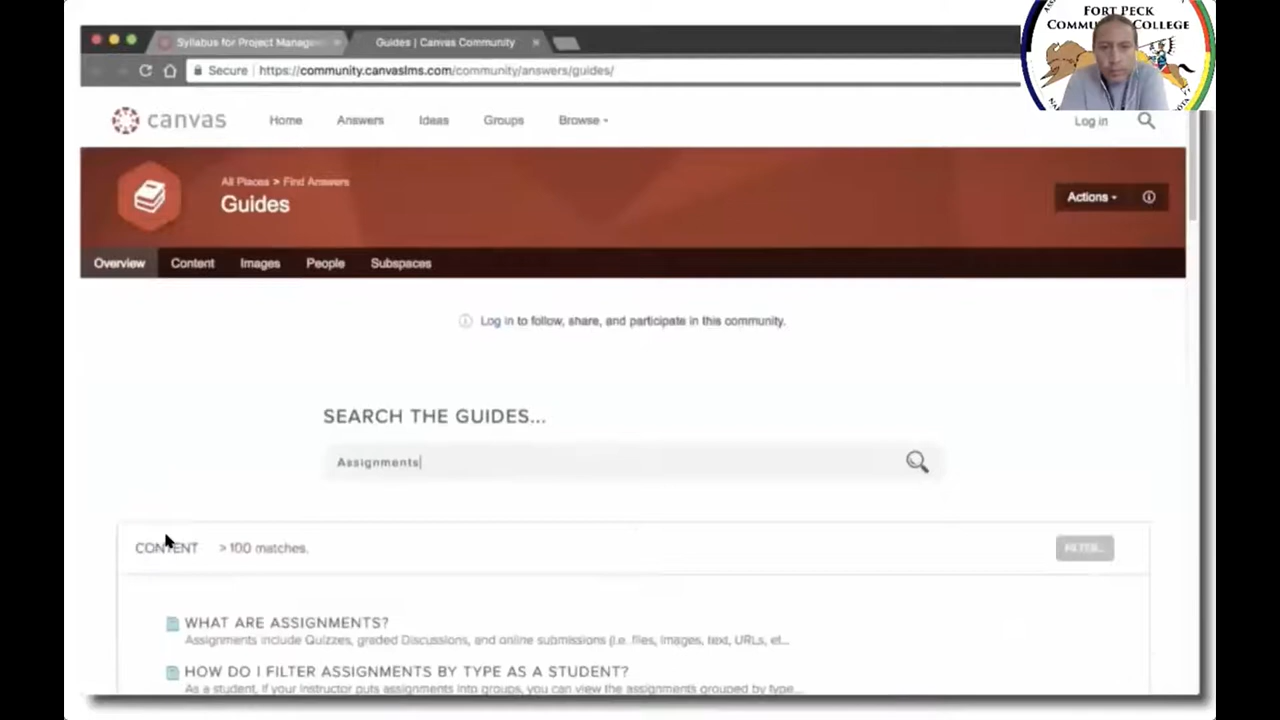 FORT PECK
COMMUNITY COLLEGE
Syllabus for Project Manag
Guides | Canvas Community
Secure
https://community.canvaslms.com/community/answers/guides/
canvas
Home
Answers
Ideas
Groups
Browse
Log in
All Places > Find Answers
Guides
Actions
Overview
Content
Images
People
Subspaces
Log in to follow, share, and participate in this community.
SEARCH THE GUIDES...
Assignments
CONTENT
> 100 matches.
FILTER...
WHAT ARE ASSIGNMENTS?
Assignments include Quizzes, graded Discussions, and online submissions (i.e. files, images, text, URLs, et...
HOW DO I FILTER ASSIGNMENTS BY TYPE AS A STUDENT?
As a student, if your instructor puts assignments into groups, you can view the assignments grouped by type...